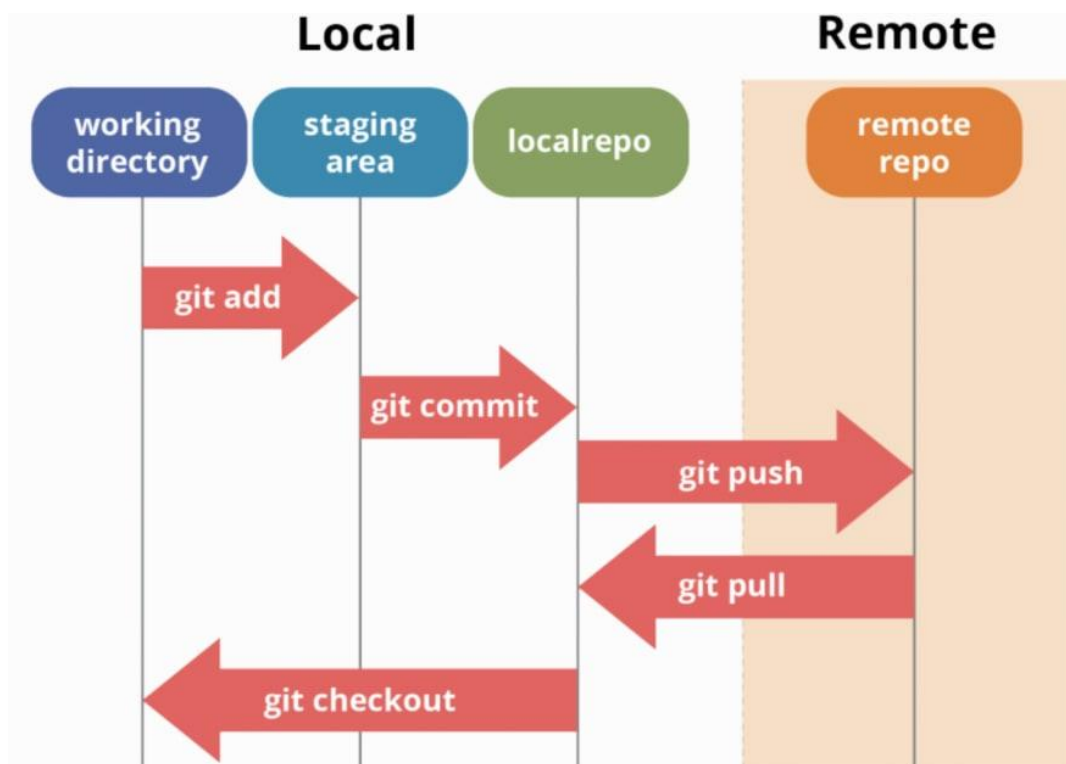 Local
Remote
working
directory
staging
area
localrepo
remote
repo
git add
git commit
git push
git pull
git checkout